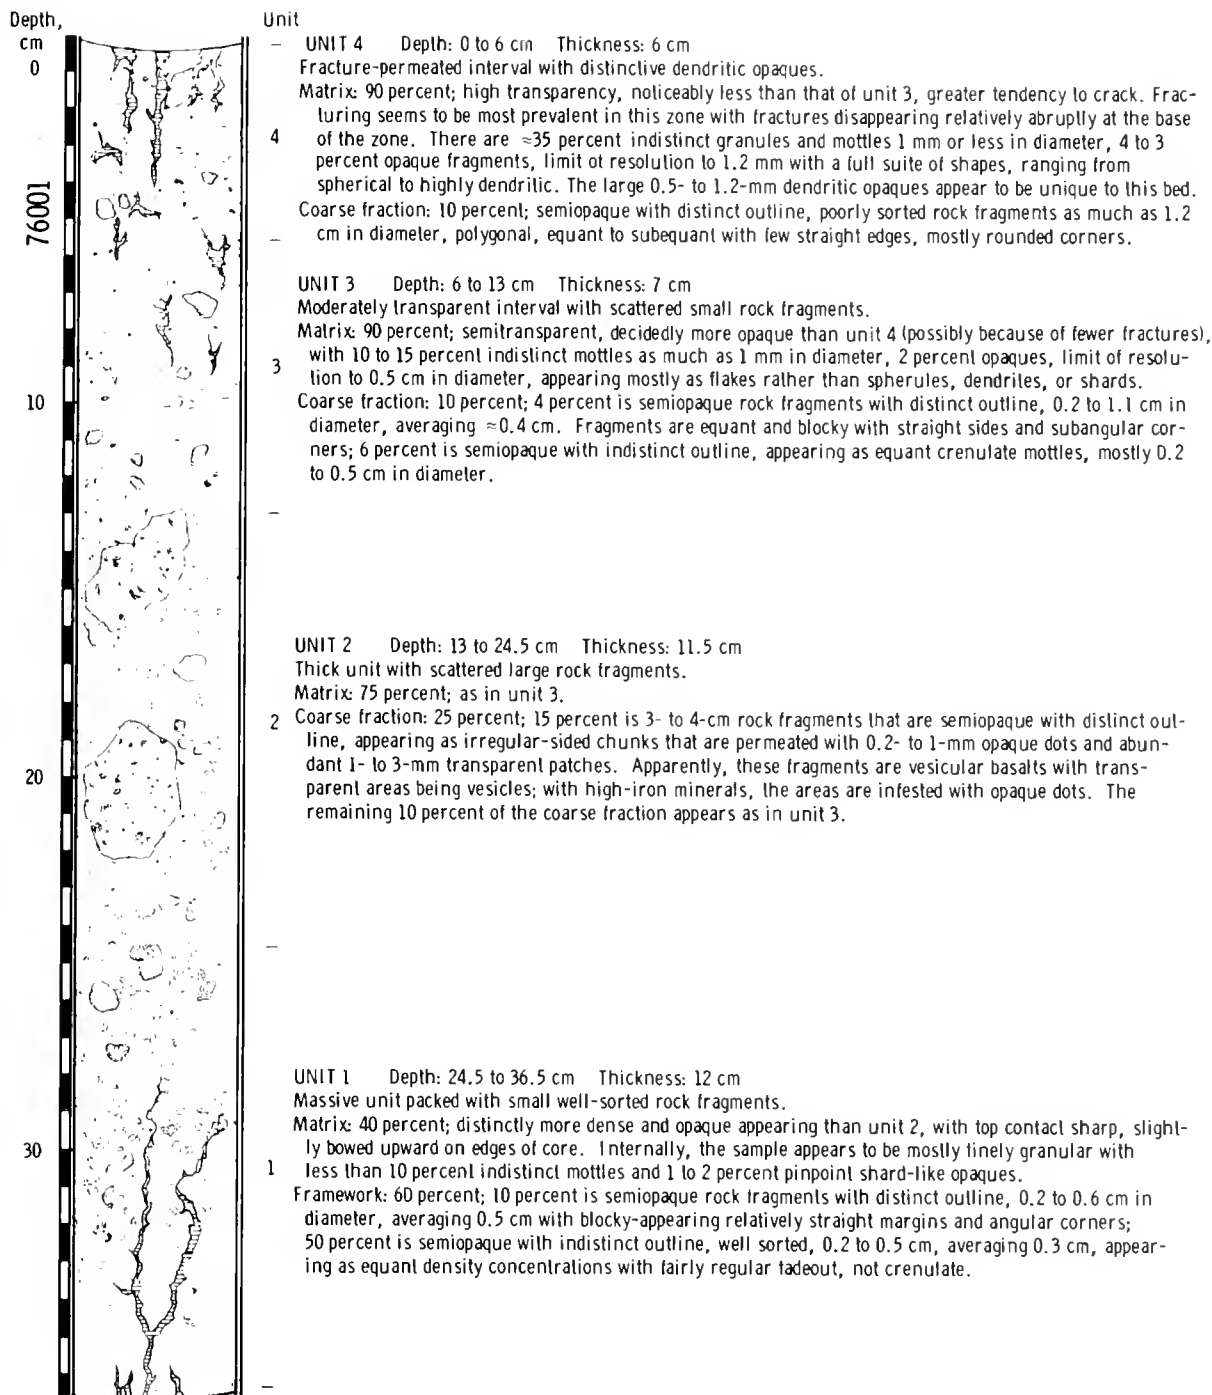 Depth, cm
Unit
0
4
76001
3
10
2
20
30
1
UNIT 4 Depth: 0 to 6 cm Thickness: 6 cm
Fracture-permeated interval with distinctive dendritic opaques.
Matrix: 90 percent; high transparency, noticeably less than that of unit 3, greater tendency to crack. Frac-
turing seems to be most prevalent in this zone with fractures disappearing relatively abruptly at the base
of the zone. There are ≈35 percent indistinct granules and mottles 1 mm or less in diameter, 4 to 3
percent opaque fragments, limit of resolution to 1.2 mm with a full suite of shapes, ranging from
spherical to highly dendritic. The large 0.5- to 1.2-mm dendritic opaques appear to be unique to this bed.
Coarse fraction: 10 percent; semiopaque with distinct outline, poorly sorted rock fragments as much as 1.2
cm in diameter, polygonal, equant to subequant with few straight edges, mostly rounded corners.
UNIT 3 Depth: 6 to 13 cm Thickness: 7 cm
Moderately transparent interval with scattered small rock fragments.
Matrix: 90 percent; semitransparent, decidedly more opaque than unit 4 (possibly because of fewer fractures),
with 10 to 15 percent indistinct mottles as much as 1 mm in diameter, 2 percent opaques, limit of resolu-
tion to 0.5 cm in diameter, appearing mostly as flakes rather than spherules, dendrites, or shards.
Coarse fraction: 10 percent; 4 percent is semiopaque rock fragments with distinct outline, 0.2 to 1.1 cm in
diameter, averaging ≈0.4 cm. Fragments are equant and blocky with straight sides and subangular cor-
ners; 6 percent is semiopaque with indistinct outline, appearing as equant crenulate mottles, mostly 0.2
to 0.5 cm in diameter.
UNIT 2 Depth: 13 to 24.5 cm Thickness: 11.5 cm
Thick unit with scattered large rock fragments.
Matrix: 75 percent; as in unit 3.
Coarse fraction: 25 percent; 15 percent is 3- to 4-cm rock fragments that are semiopaque with distinct out-
line, appearing as irregular-sided chunks that are permeated with 0.2- to 1-mm opaque dots and abun-
dant 1- to 3-mm transparent patches. Apparently, these fragments are vesicular basalts with trans-
parent areas being vesicles; with high-iron minerals, the areas are infested with opaque dots. The
remaining 10 percent of the coarse fraction appears as in unit 3.
UNIT 1 Depth: 24.5 to 36.5 cm Thickness: 12 cm
Massive unit packed with small well-sorted rock fragments.
Matrix: 40 percent; distinctly more dense and opaque appearing than unit 2, with top contact sharp, slight-
ly bowed upward on edges of core. Internally, the sample appears to be mostly finely granular with
less than 10 percent indistinct mottles and 1 to 2 percent pinpoint shard-like opaques.
Framework: 60 percent; 10 percent is semiopaque rock fragments with distinct outline, 0.2 to 0.6 cm in
diameter, averaging 0.5 cm with blocky-appearing relatively straight margins and angular corners;
50 percent is semiopaque with indistinct outline, well sorted, 0.2 to 0.5 cm, averaging 0.3 cm, appear-
ing as equant density concentrations with fairly regular fadeout, not crenulate.